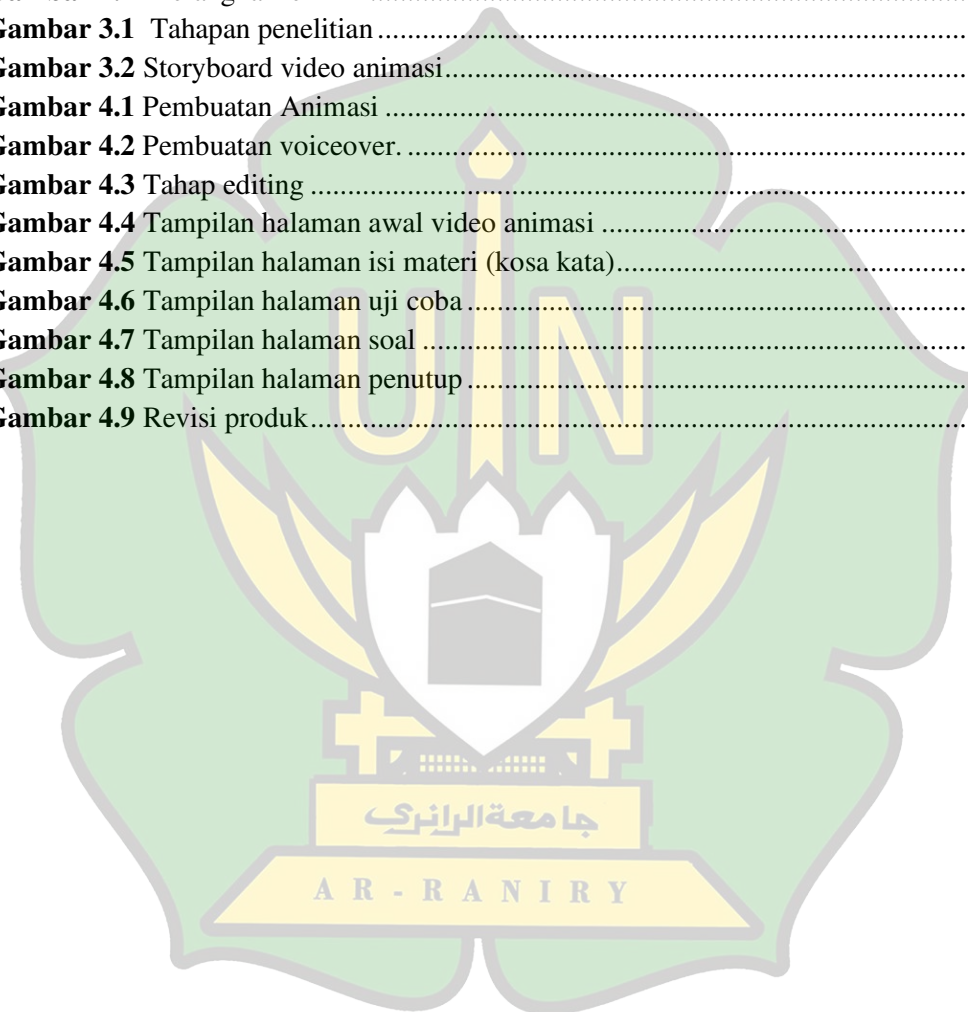 Gambar 3.1 Tahapan penelitian ........................................................................
Gambar 3.2 Storyboard video animasi................................................................
Gambar 4.1 Pembuatan Animasi .......................................................................
Gambar 4.2 Pembuatan voiceover. ....................................................................
Gambar 4.3 Tahap editing ................................................................................
Gambar 4.4 Tampilan halaman awal video animasi ............................................
Gambar 4.5 Tampilan halaman isi materi (kosa kata)..........................................
Gambar 4.6 Tampilan halaman uji coba .............................................................
Gambar 4.7 Tampilan halaman soal ...................................................................
Gambar 4.8 Tampilan halaman penutup .............................................................
Gambar 4.9 Revisi produk.................................................................................
UIN
جامعة الرانري
AR-RANIRY